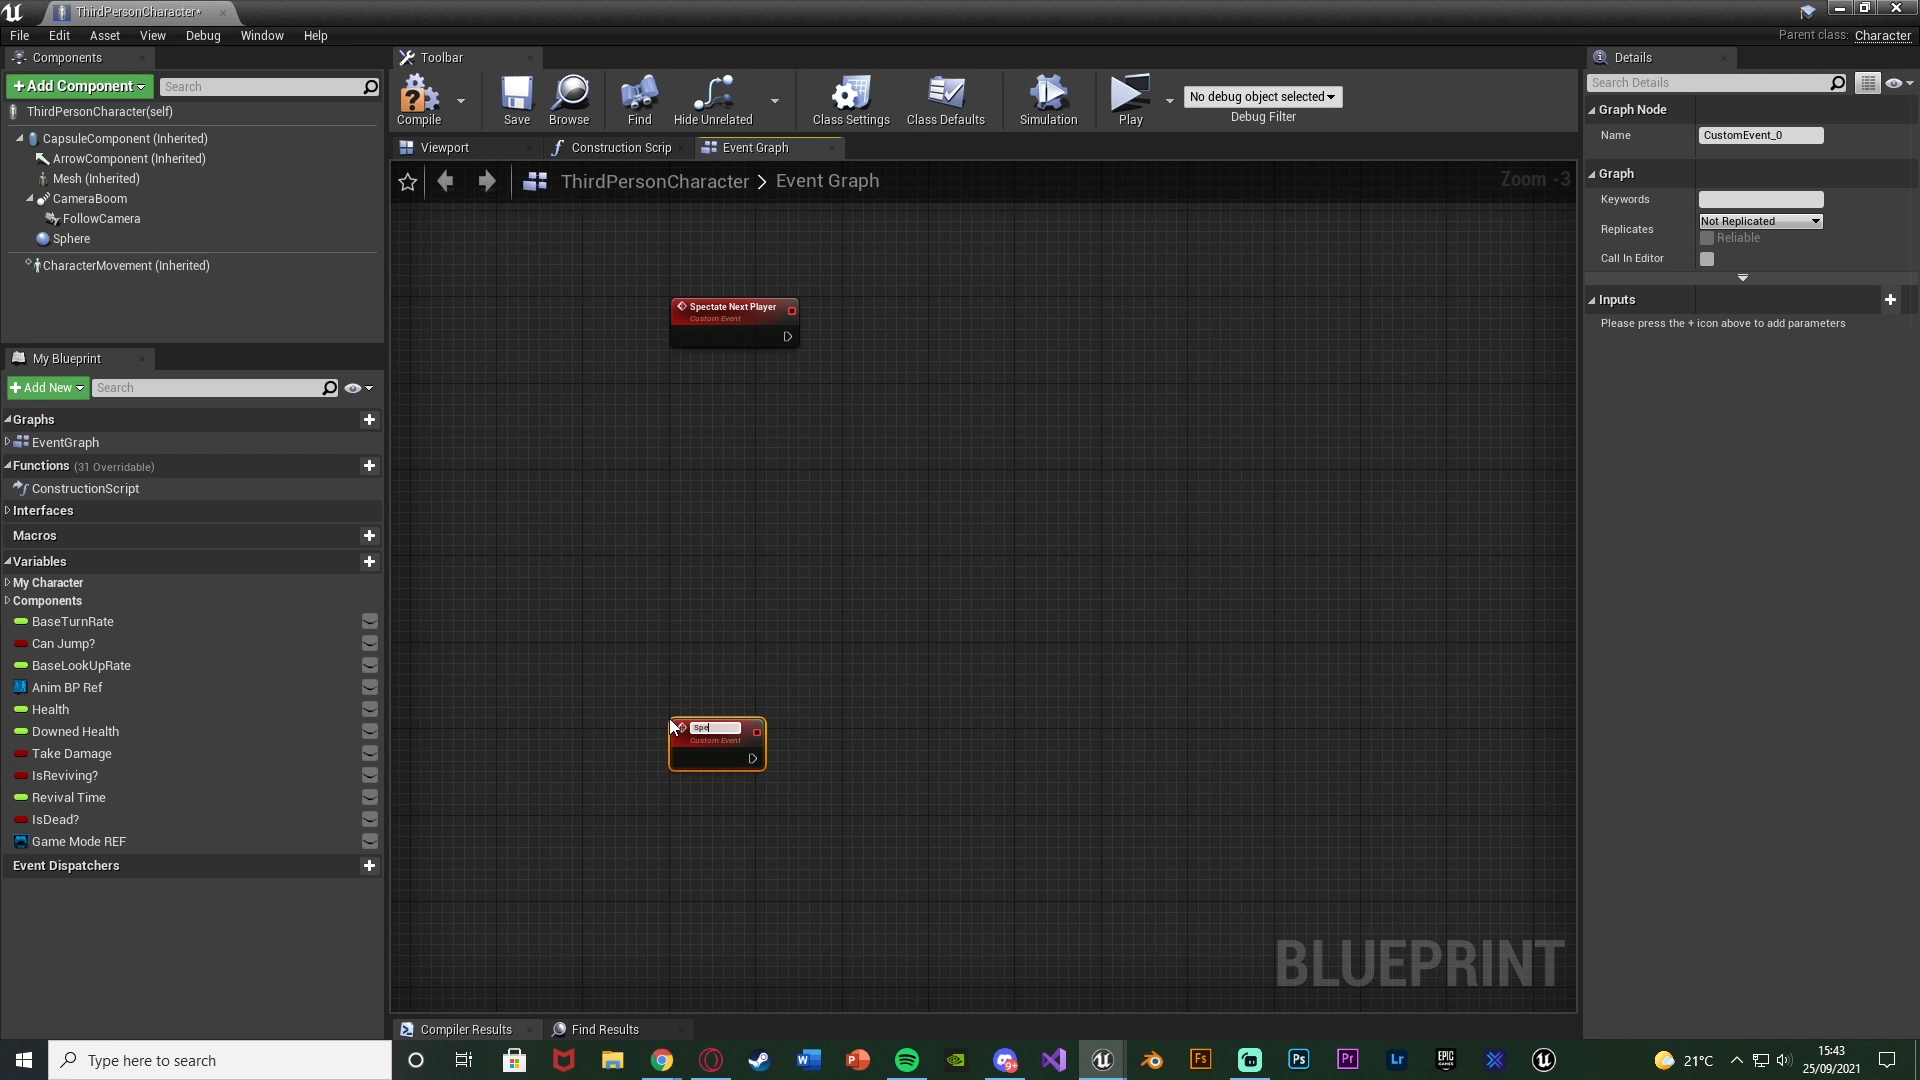 ThirdPersonCharacter*
File Edit Asset View Debug Window Help
Parent class: Character
Components
+ Add Component
Search
ThirdPersonCharacter(self)
CapsuleComponent (Inherited)
ArrowComponent (Inherited)
Mesh (Inherited)
CameraBoom
FollowCamera
Sphere
CharacterMovement (Inherited)
My Blueprint
+ Add New
Search
Graphs
EventGraph
Functions (31 Overridable)
ConstructionScript
Interfaces
Macros
Variables
My Character
Components
BaseTurnRate
Can Jump?
BaseLookUpRate
Anim BP Ref
Health
Downed Health
Take Damage
IsReviving?
Revival Time
IsDead?
Game Mode REF
Event Dispatchers
Toolbar
Compile
Save
Browse
Find
Hide Unrelated
Class Settings
Class Defaults
Simulation
Play
No debug object selected
Debug Filter
Viewport
Construction Scrip
Event Graph
ThirdPersonCharacter > Event Graph
Zoom -3
Spectate Next Player
Custom Event
Spe
Custom Event
BLUEPRINT
Compiler Results
Find Results
Details
Search Details
Graph Node
Name CustomEvent_0
Graph
Keywords
Replicates Not Replicated
Reliable
Call In Editor
Inputs
Please press the + icon above to add parameters
Type here to search
21°C
15:43
25/09/2021